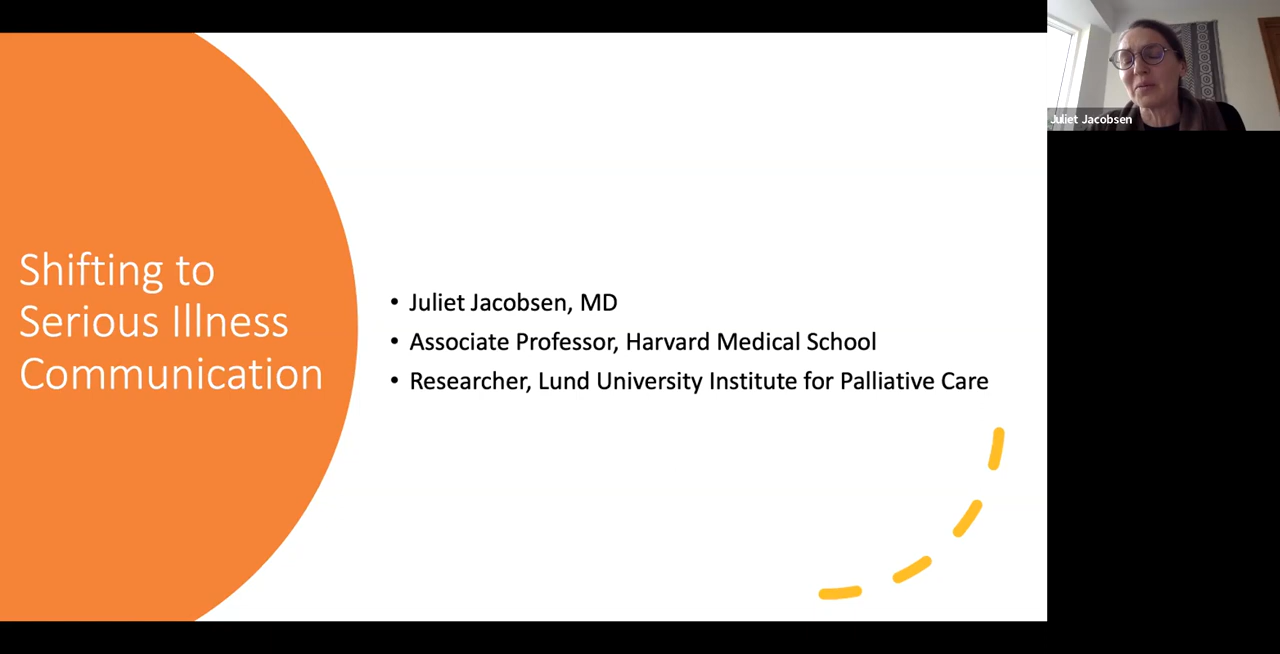 Shifting to
Serious Illness
Communication
• Juliet Jacobsen, MD
• Associate Professor, Harvard Medical School
• Researcher, Lund University Institute for Palliative Care
Juliet Jacobsen